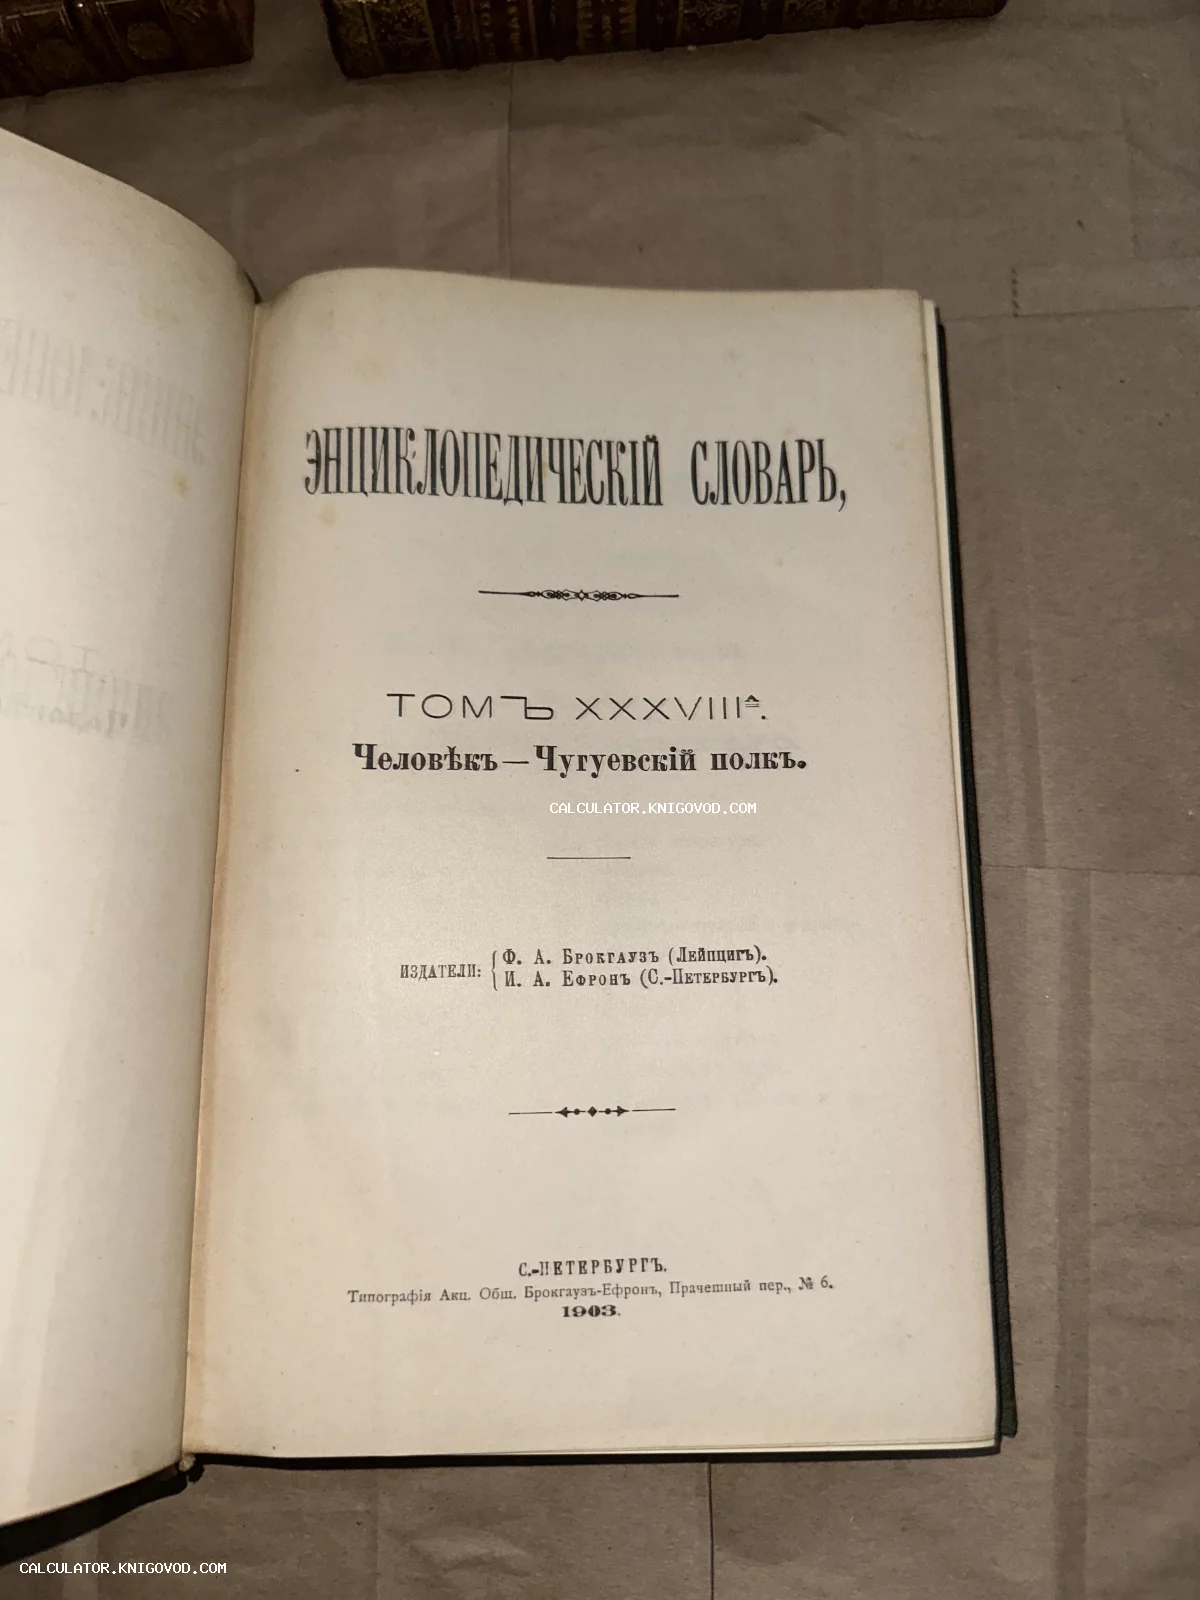 ЭНЦИКЛОПЕДИЧЕСКІЙ СЛОВАРЬ,
ТОМЪ XXXVIIIᴬ.
Человѣкъ—Чугуевскій полкъ.
CALCULATOR.KNIGOVOD.COM
ИЗДАТЕЛИ: { Ф. А. Брокгаузъ (Лейпцигъ).
И. А. Ефронъ (С.-Петербургъ).
С.-ПЕТЕРБУРГЪ.
Типографія Акц. Общ. Брокгаузъ-Ефронъ, Прачешный пер., № 6.
1903.
CALCULATOR.KNIGOVOD.COM